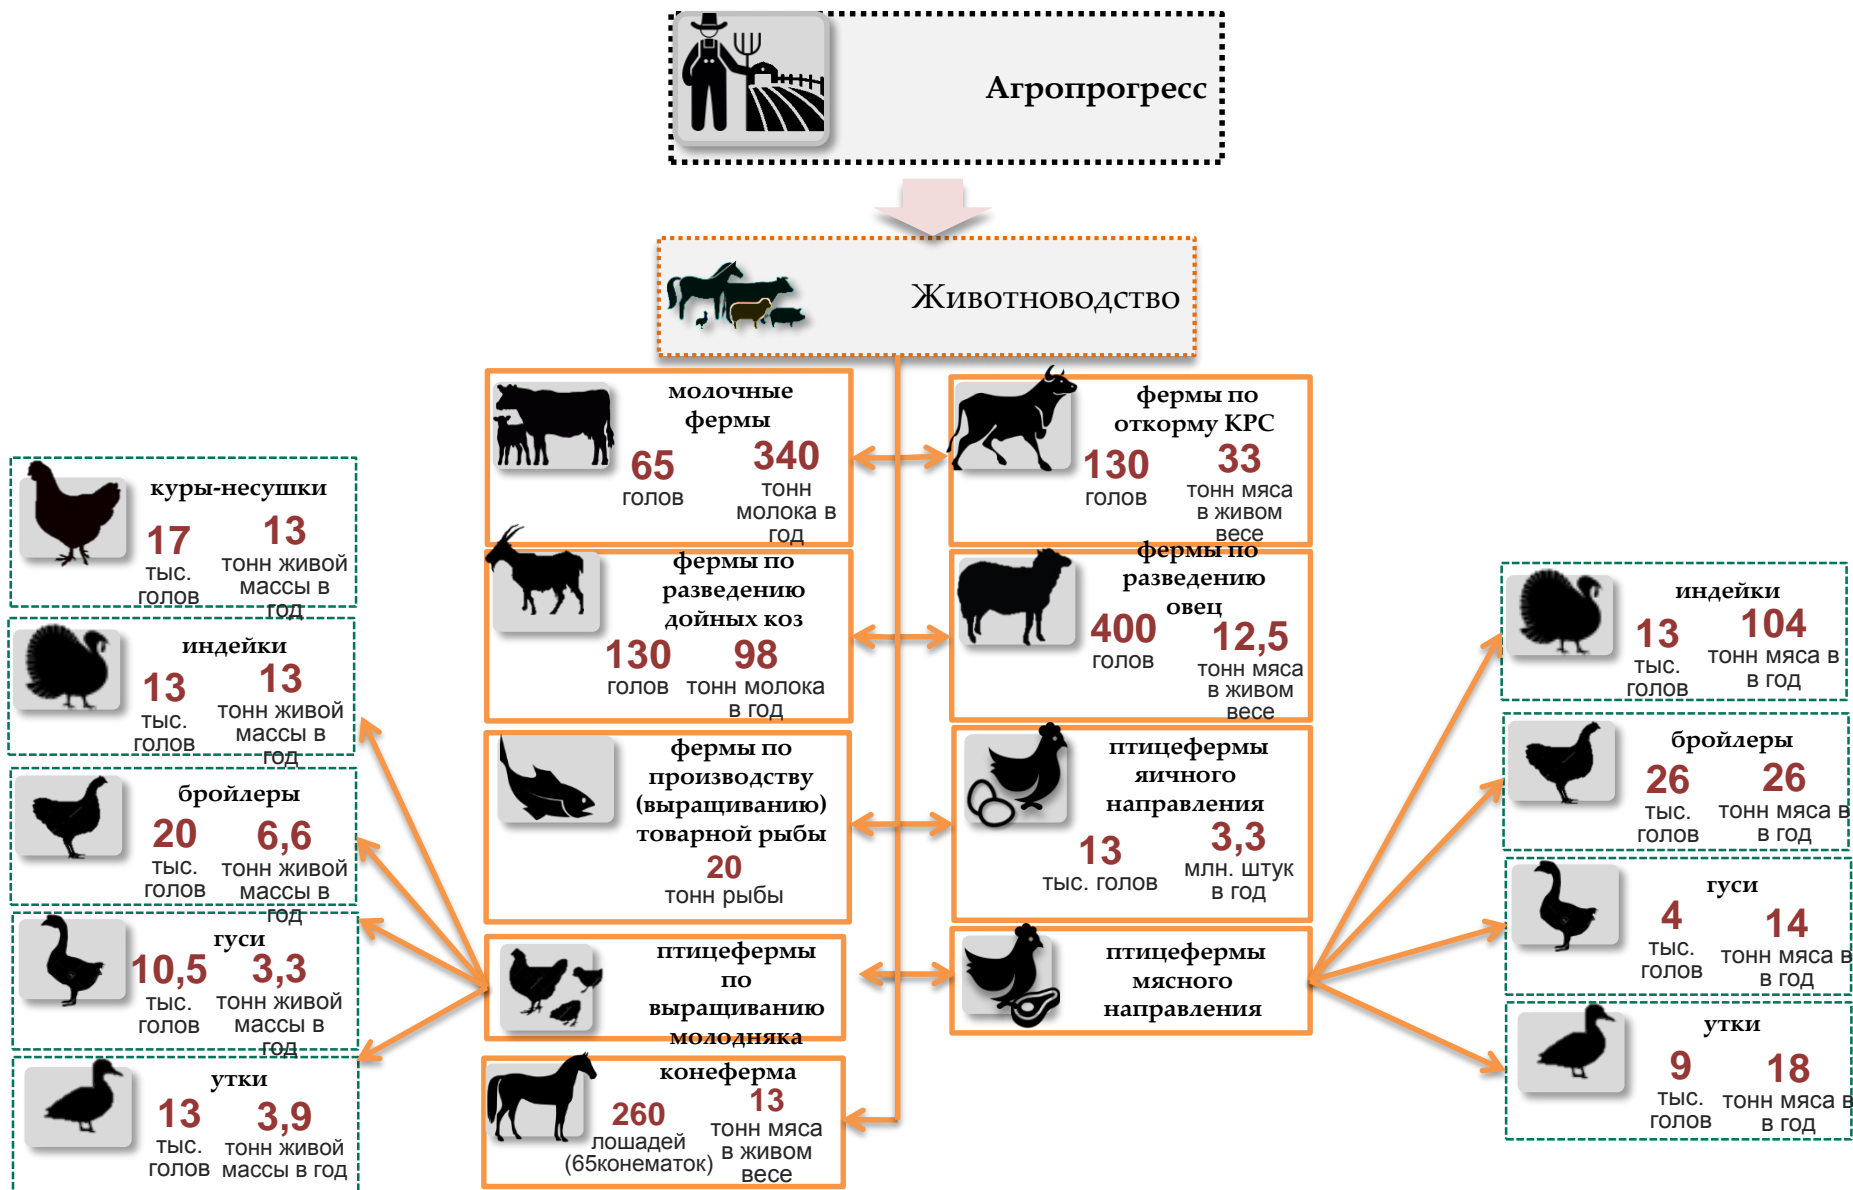 Агропрогресс
Животноводство
молочные
фермы
65
голов
340
тонн
молока в
год
фермы по
откорму КРС
130
голов
33
тонн мяса
в живом
весе
фермы по
разведению
дойных коз
130
голов
98
тонн молока
в год
фермы по
разведению
овец
400
голов
12,5
тонн мяса
в живом
весе
фермы по
производству
(выращиванию)
товарной рыбы
20
тонн рыбы
птицефермы
яичного
направления
13
тыс. голов
3,3
млн. штук
в год
птицефермы
по
выращиванию
молодняка
птицефермы
мясного
направления
конеферма
260
лошадей
(65конематок)
13
тонн мяса
в живом
весе
куры-несушки
17
тыс.
голов
13
тонн живой
массы в
год
индейки
13
тыс.
голов
13
тонн живой
массы в
год
бройлеры
20
тыс.
голов
6,6
тонн живой
массы в
год
гуси
10,5
тыс.
голов
3,3
тонн живой
массы в
год
утки
13
тыс.
голов
3,9
тонн живой
массы в год
индейки
13
тыс.
голов
104
тонн мяса в
в год
бройлеры
26
тыс.
голов
26
тонн мяса в
в год
гуси
4
тыс.
голов
14
тонн мяса в
в год
утки
9
тыс.
голов
18
тонн мяса в
в год